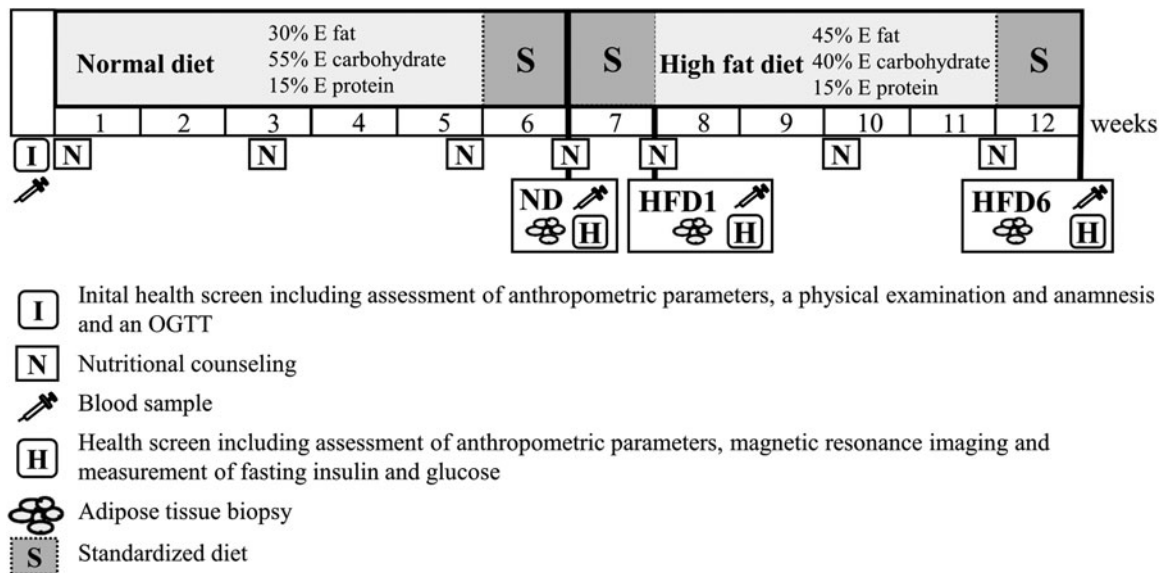 30% E fat
Normal diet 55% E carbohydrate
15% E protein
S
S
45% E fat
High fat diet 40% E carbohydrate
15% E protein
S
1 2 3 4 5 6 7 8 9 10 11 12 weeks
I N N N N N N N
ND HFD1 HFD6
H H H
I Inital health screen including assessment of anthropometric parameters, a physical examination and anamnesis
and an OGTT
N Nutritional counseling
Blood sample
H Health screen including assessment of anthropometric parameters, magnetic resonance imaging and
measurement of fasting insulin and glucose
Adipose tissue biopsy
S Standardized diet